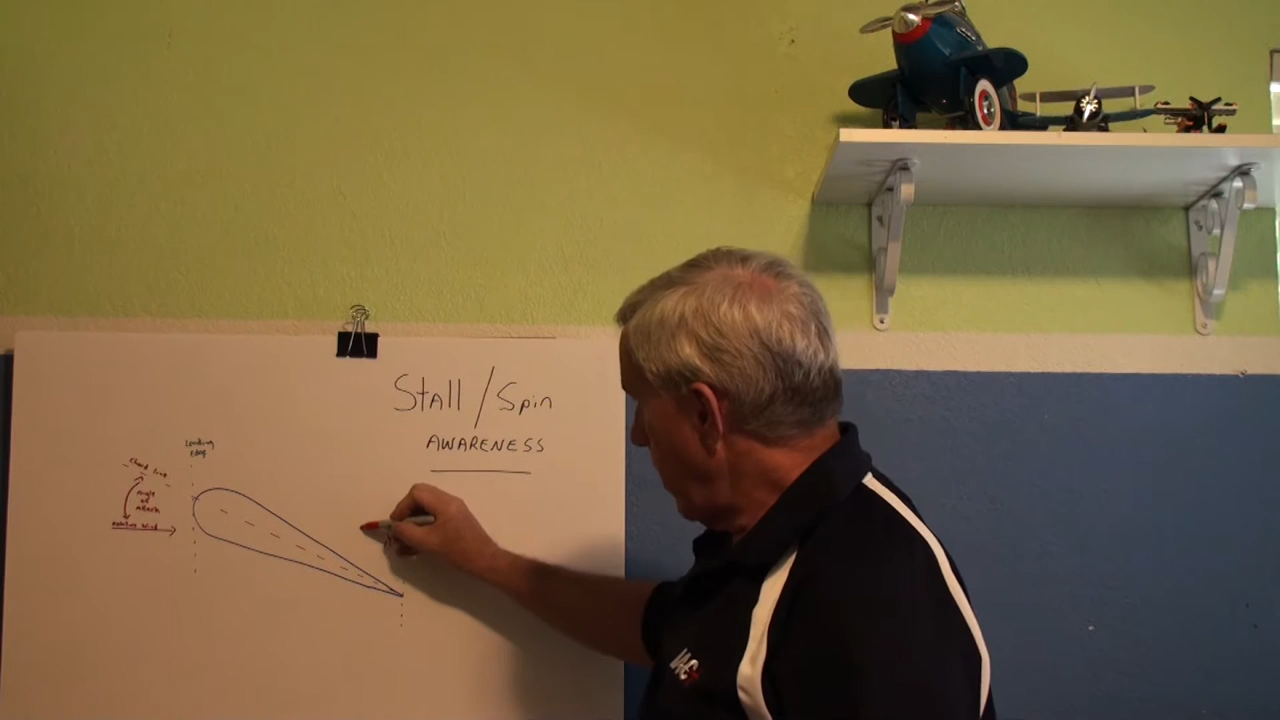 Stall / Spin
AWARENESS
Leading
Edge
Chord Line
Angle
of
Attack
Relative Wind